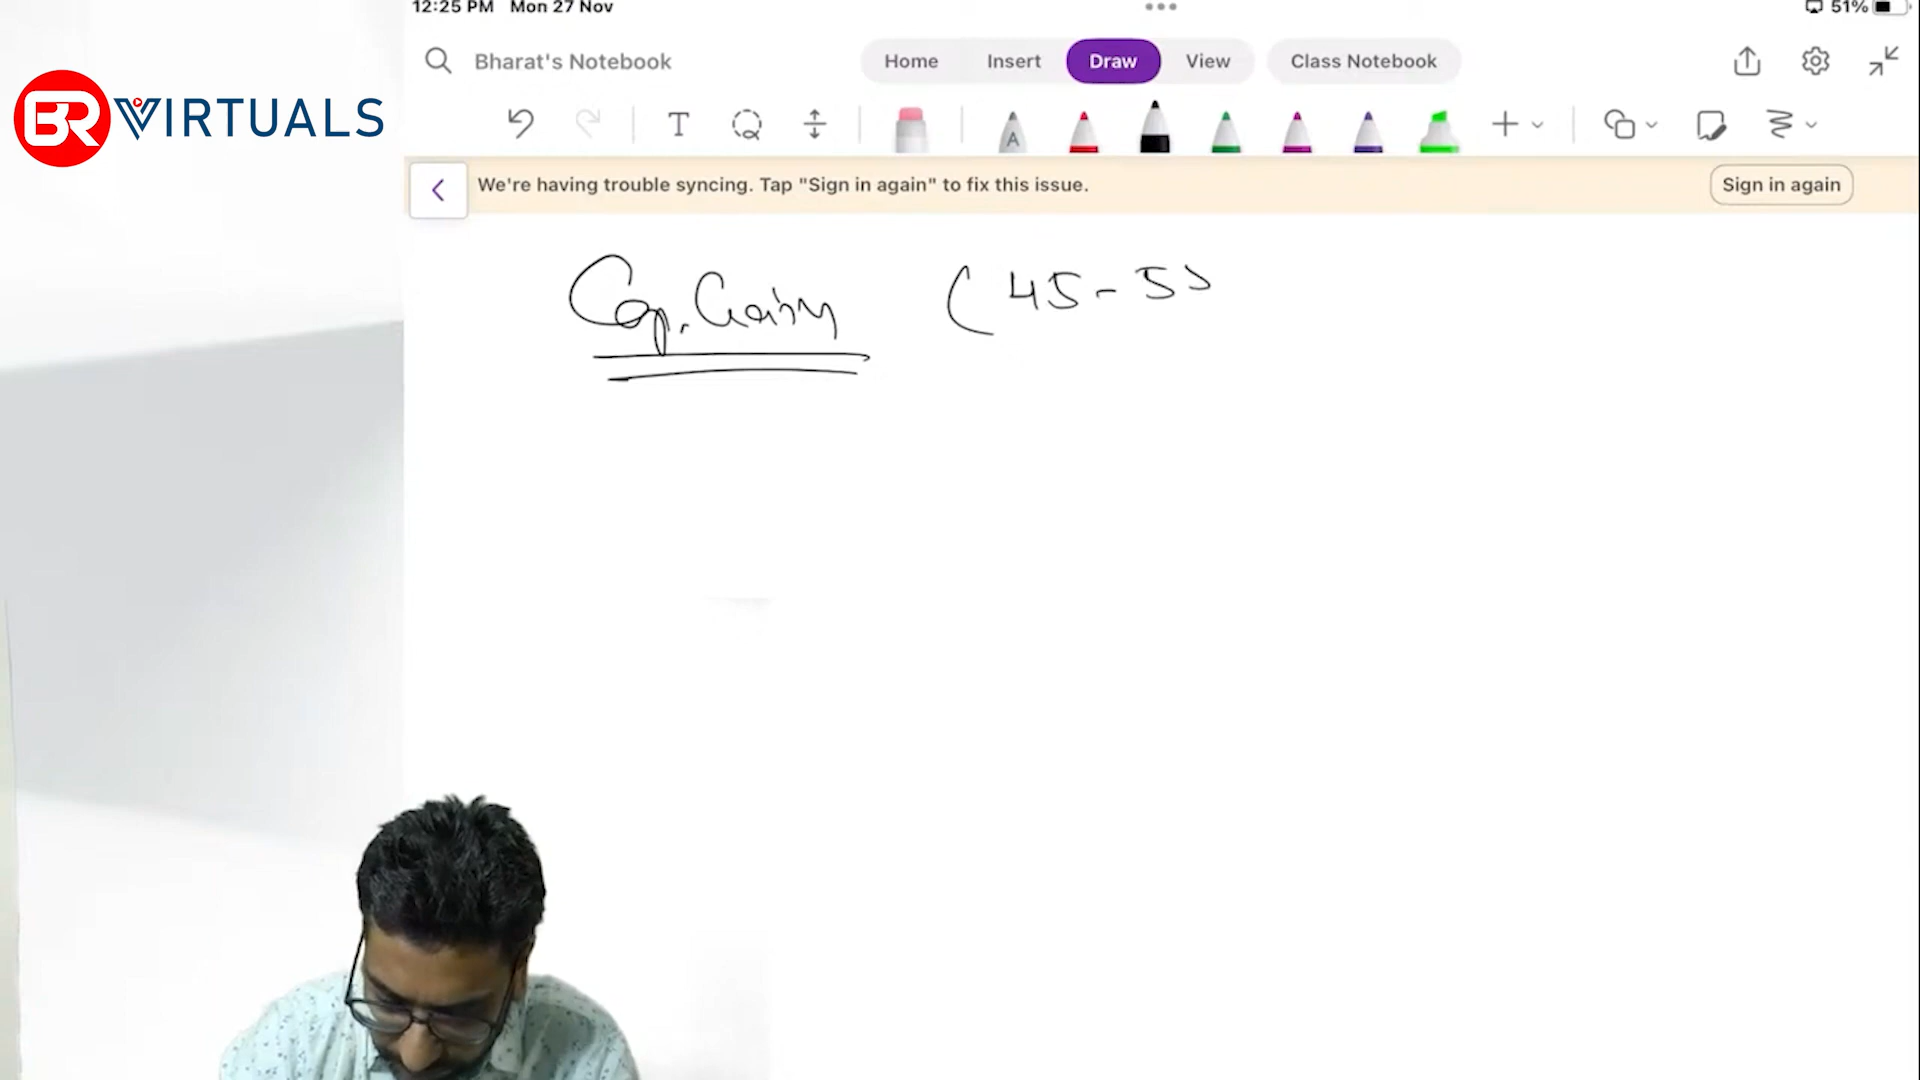 12:25 PM Mon 27 Nov
51%
BR VIRTUALS
Bharat's Notebook
Home Insert Draw View Class Notebook
T
A
We're having trouble syncing. Tap "Sign in again" to fix this issue.
Sign in again
Cap. Gains (45-5